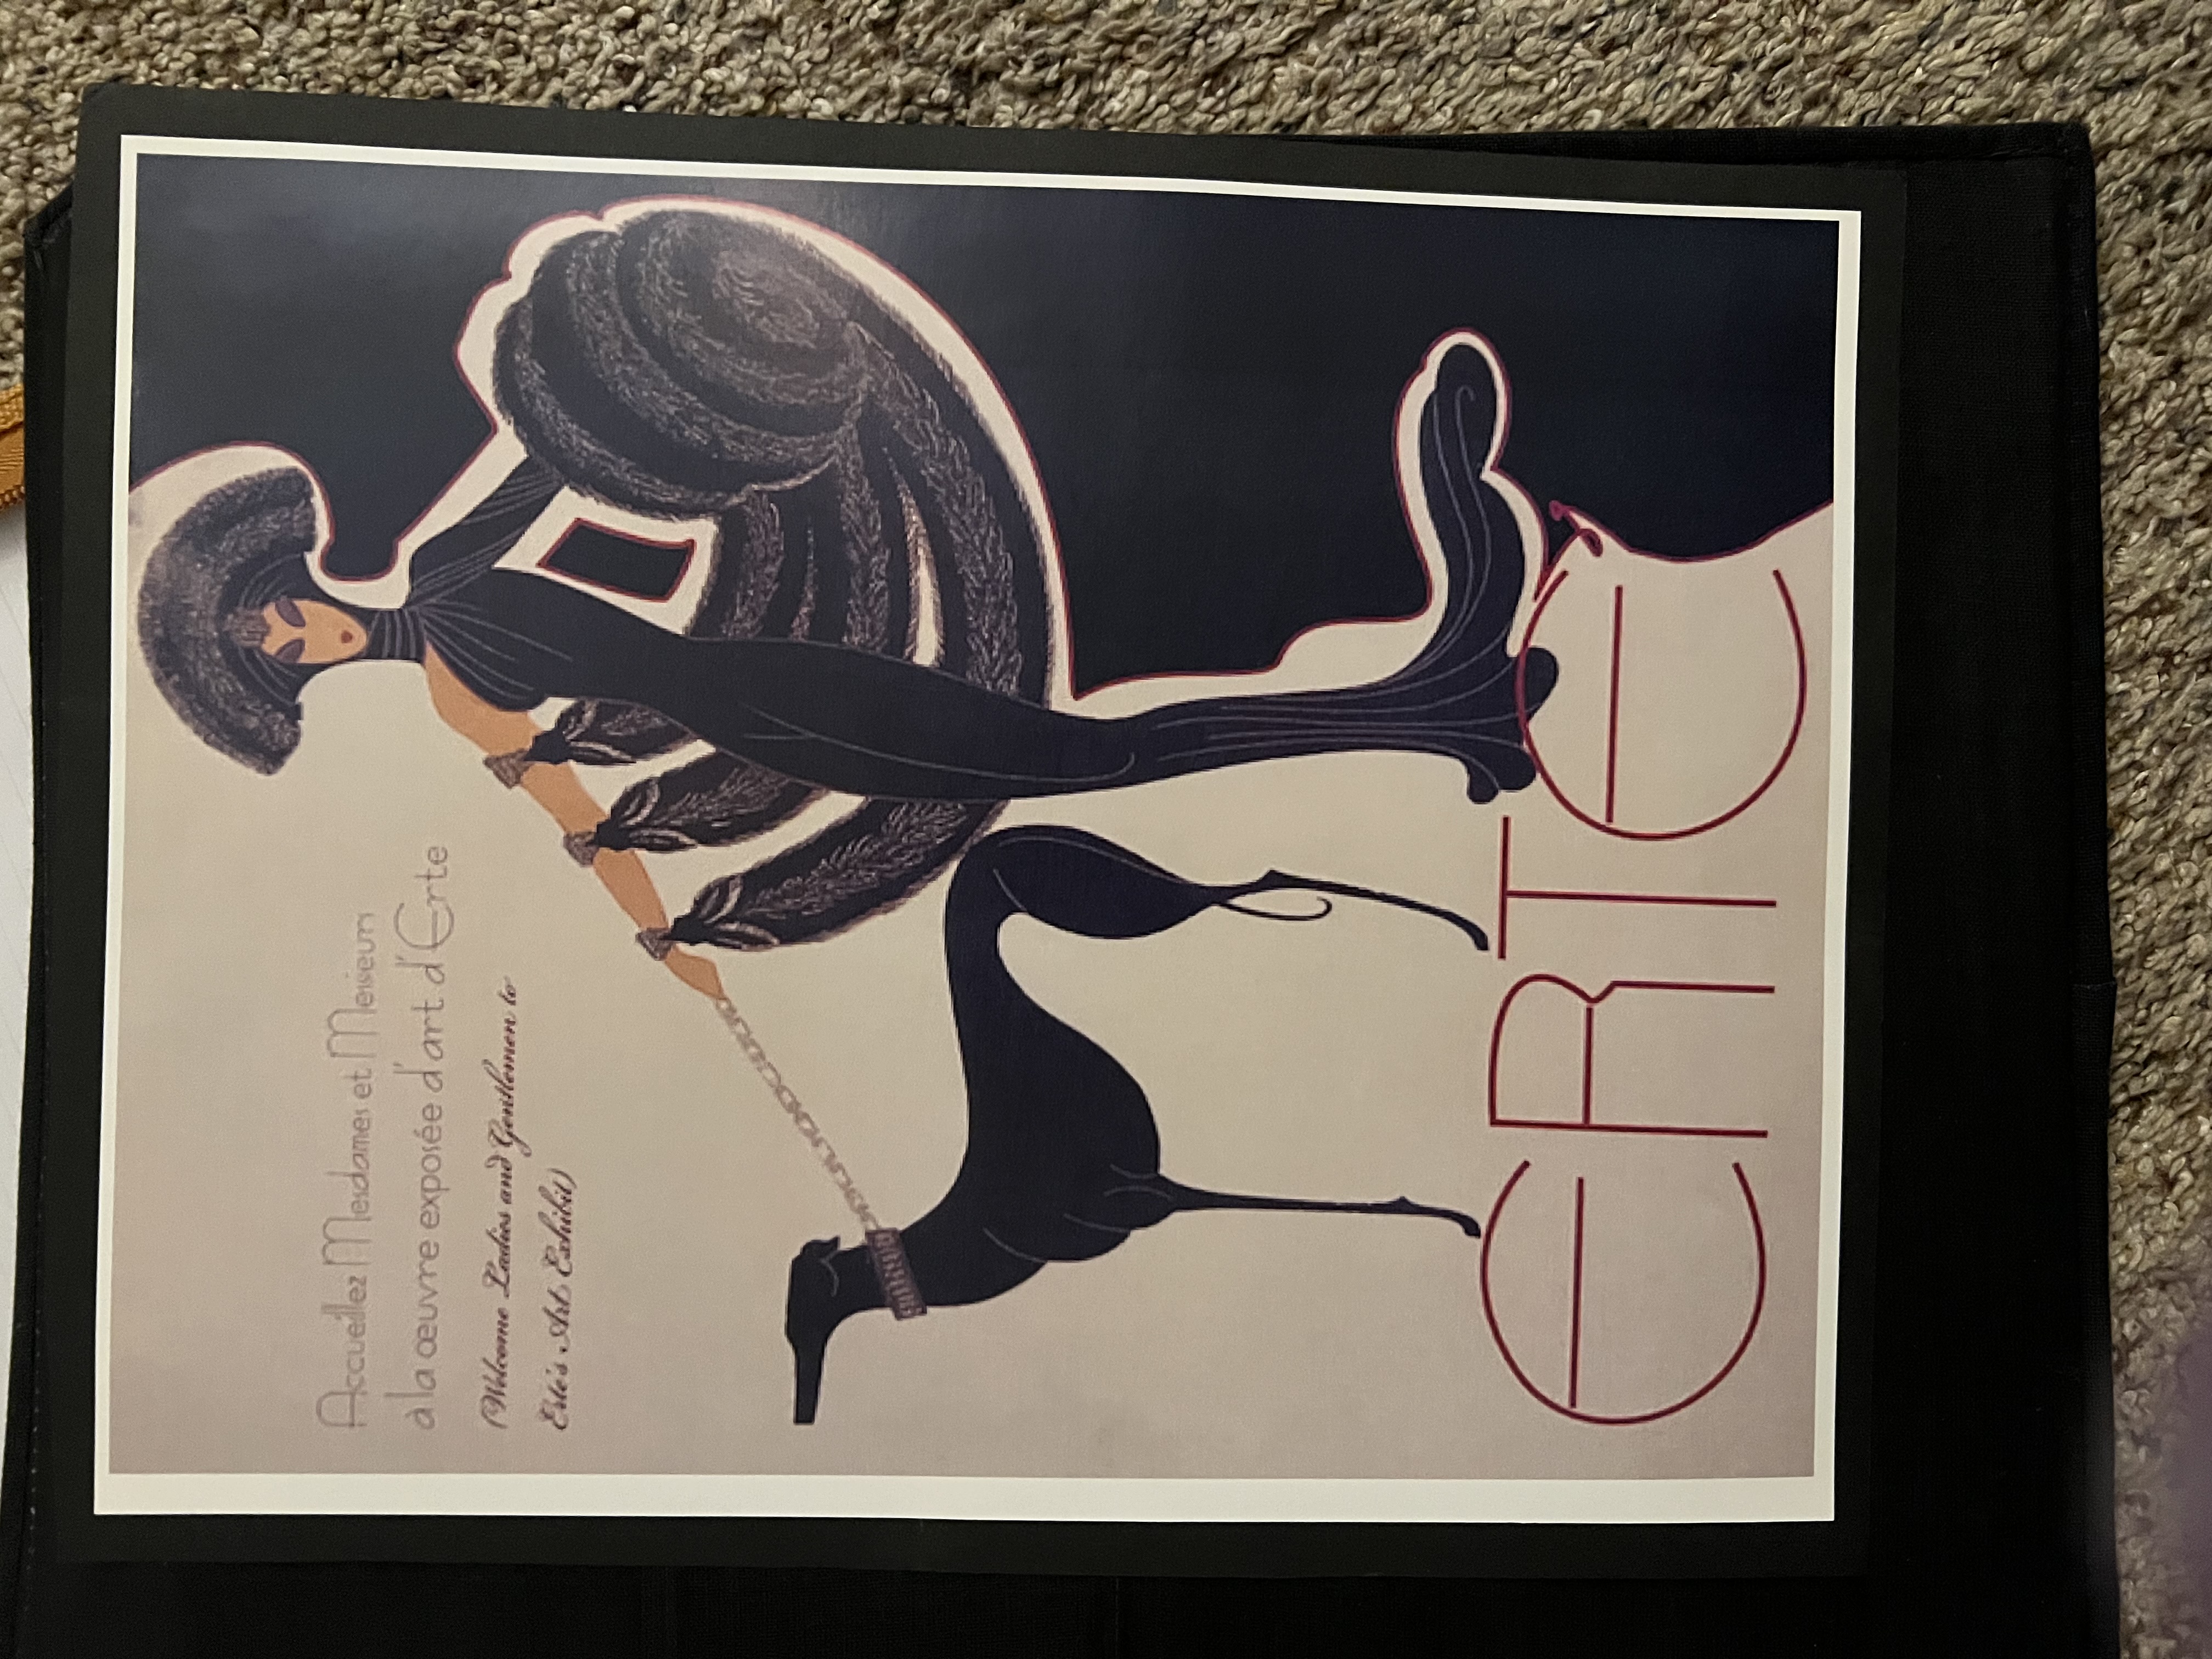 Accueillez Mesdames et Messieurs
à la œuvre exposée d'art d'Erte
(Welcome Ladies and Gentlemen to
Erte's Art Exhibit)
ERTE